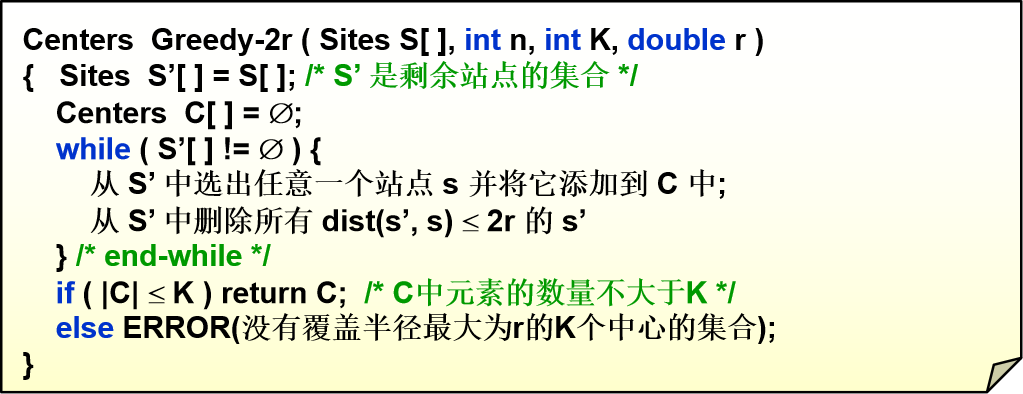 Centers Greedy-2r ( Sites S[ ], int n, int K, double r )
{ Sites S’[ ] = S[ ]; /* S’ 是剩余站点的集合 */
Centers C[ ] = ∅;
while ( S’[ ] != ∅ ) {
从 S’ 中选出任意一个站点 s 并将它添加到 C 中;
从 S’ 中删除所有 dist(s’, s) ≤ 2r 的 s’
} /* end-while */
if ( |C| ≤ K ) return C; /* C中元素的数量不大于K */
else ERROR(没有覆盖半径最大为r的K个中心的集合);
}